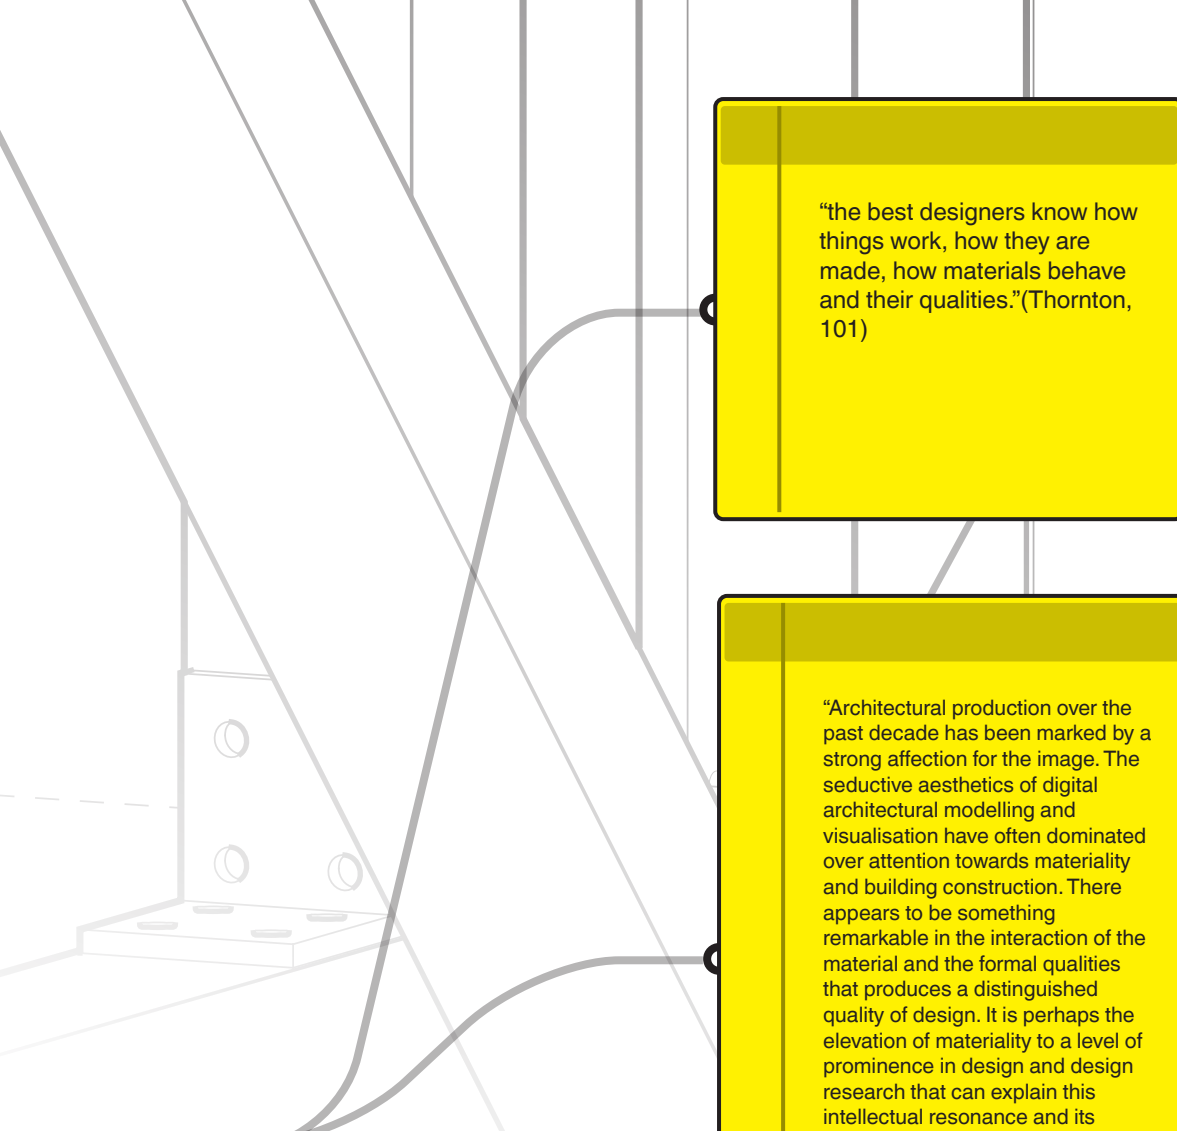 “the best designers know how
things work, how they are
made, how materials behave
and their qualities.”(Thornton,
101)
“Architectural production over the
past decade has been marked by a
strong affection for the image. The
seductive aesthetics of digital
architectural modelling and
visualisation have often dominated
over attention towards materiality
and building construction. There
appears to be something
remarkable in the interaction of the
material and the formal qualities
that produces a distinguished
quality of design. It is perhaps the
elevation of materiality to a level of
prominence in design and design
research that can explain this
intellectual resonance and its